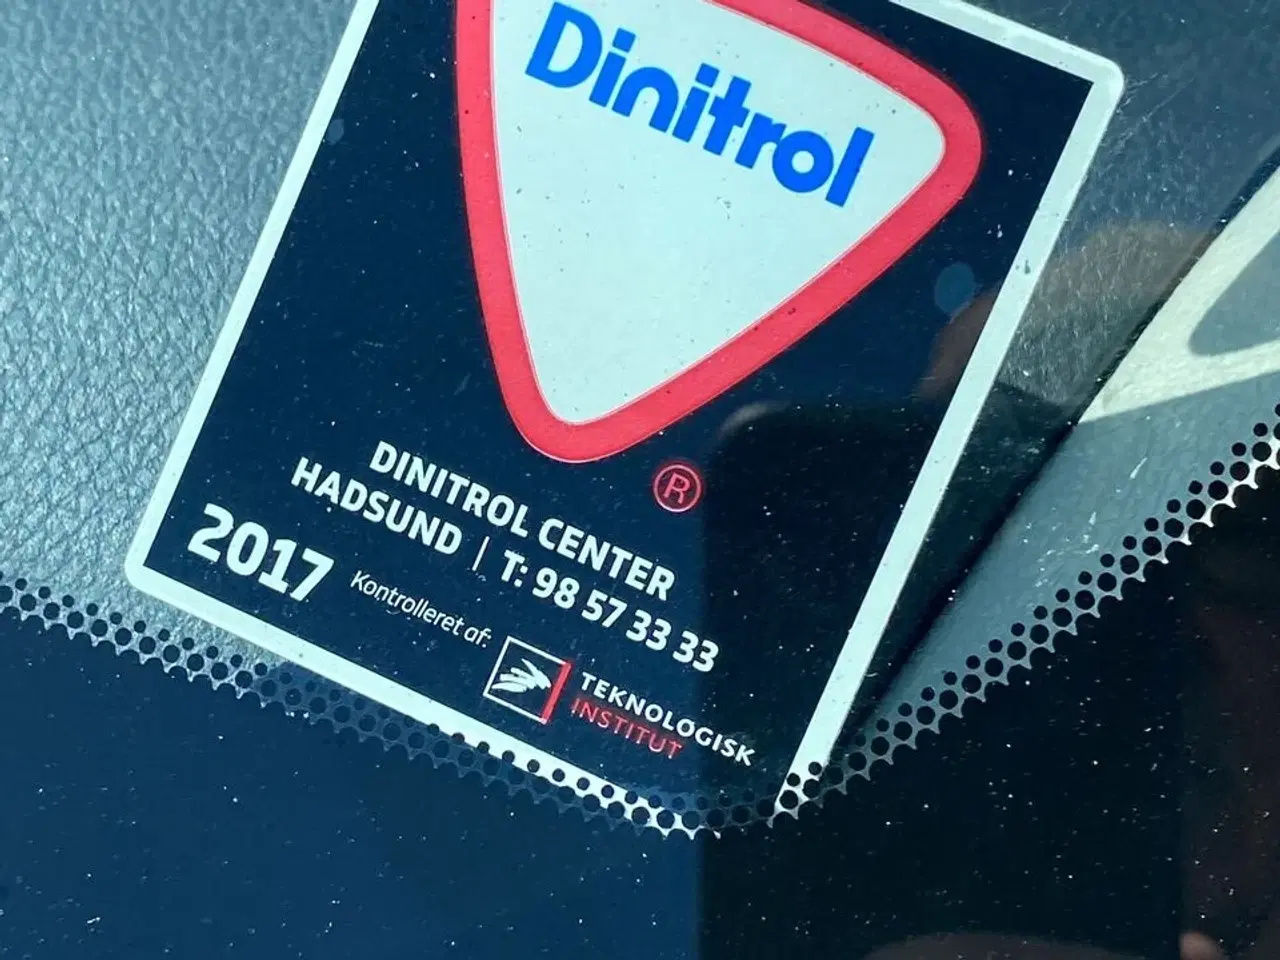 Dinitrol
®
DINITROL CENTER
HADSUND | T: 98 57 33 33
2017 Kontrolleret af:
TEKNOLOGISK
INSTITUT